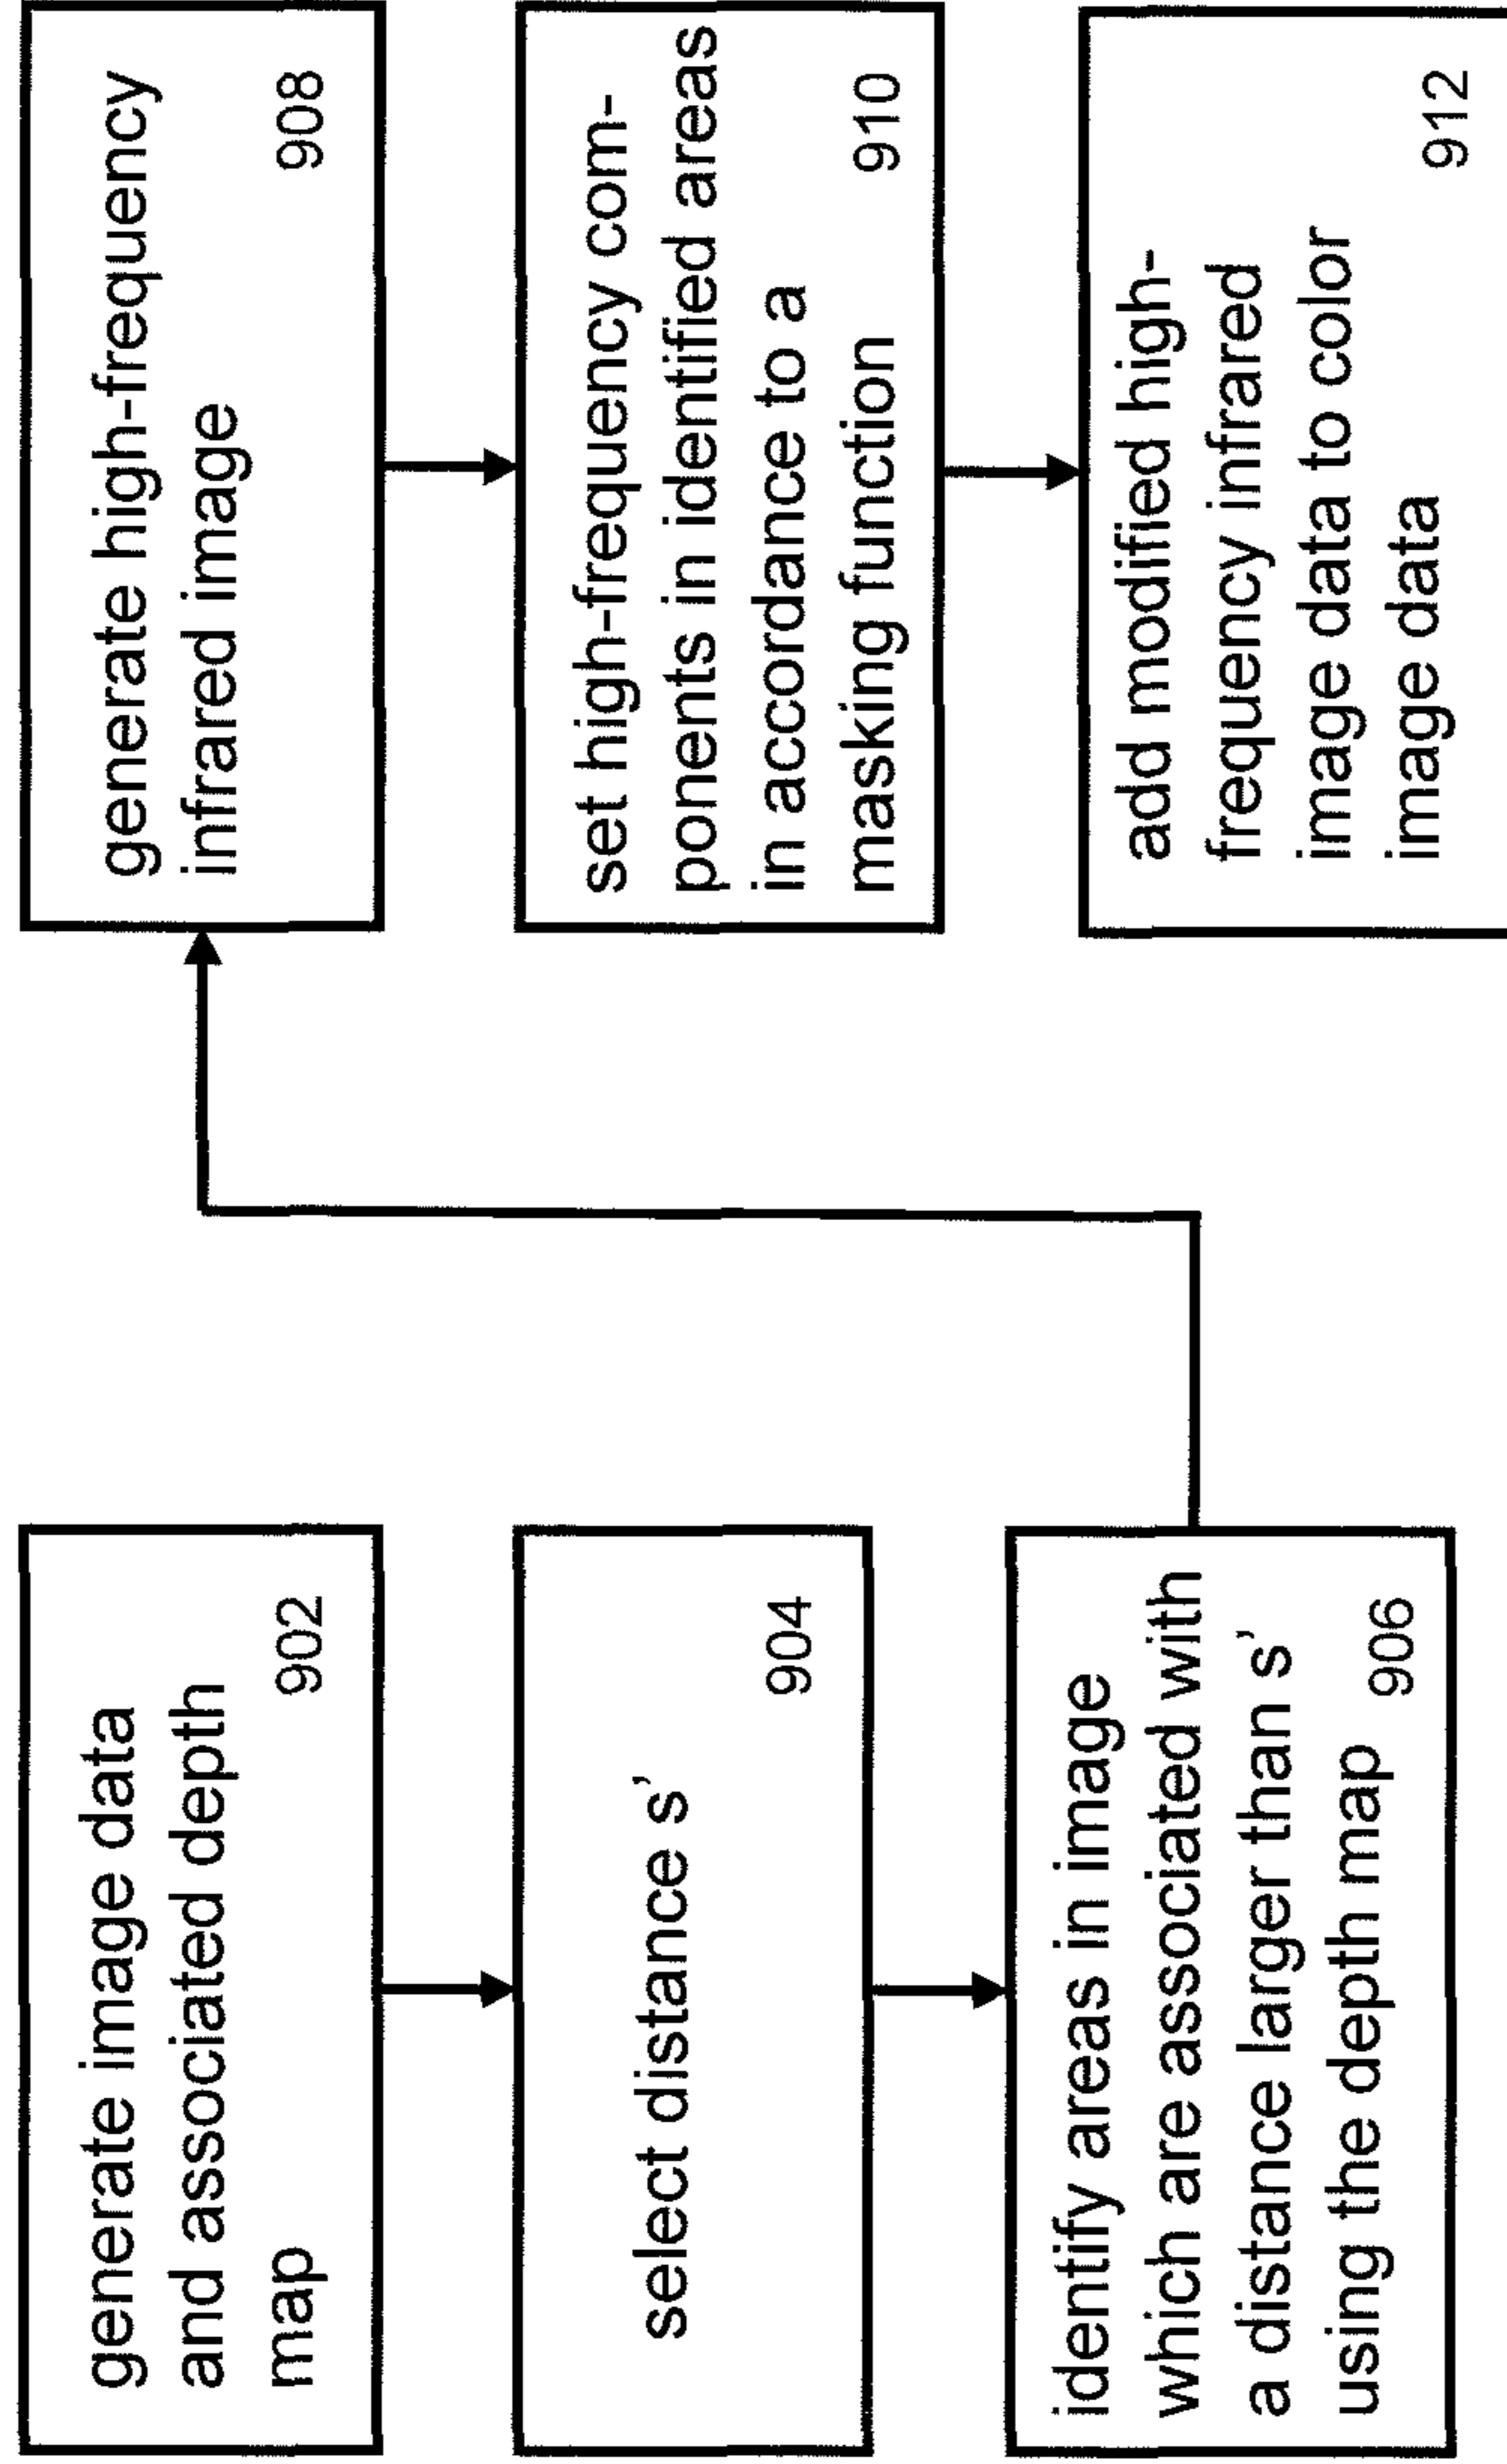 generate image data
and associated depth
map
902
select distance s’
904
identify areas in image
which are associated with
a distance larger than s’
using the depth map
906
generate high-frequency
infrared image
908
set high-frequency com-
ponents in identified areas
in accordance to a
masking function
910
add modified high-
frequency infrared
image data to color
image data
912